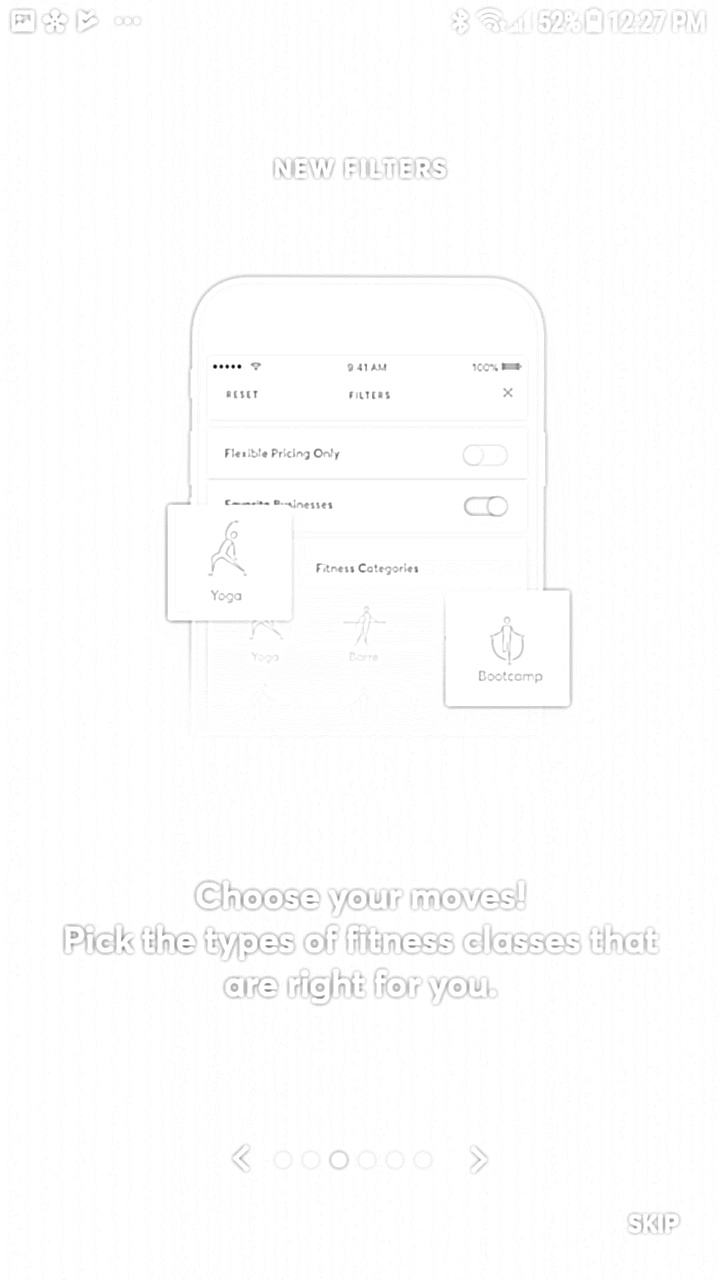 52% 12:27 PM
NEW FILTERS
9:41 AM 100%
RESET FILTERS
Flexible Pricing Only
Favorite Businesses
Fitness Categories
Yoga
Yoga Barre
Bootcamp
Choose your moves!
Pick the types of fitness classes that
are right for you.
SKIP